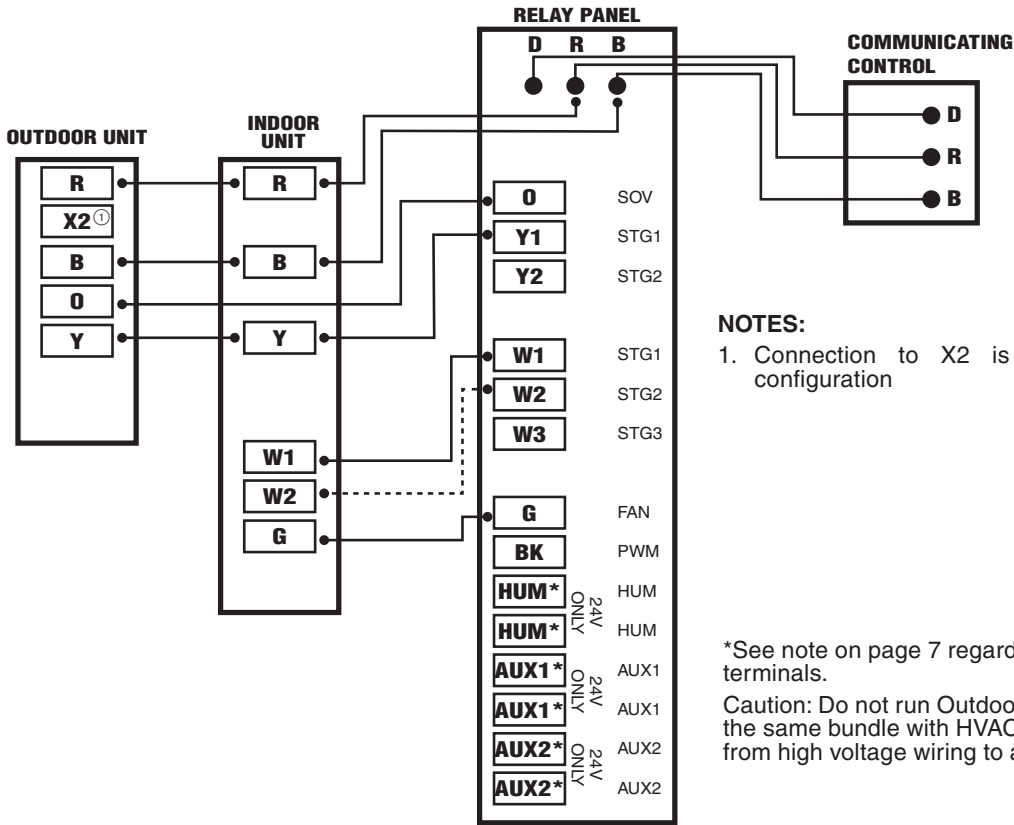 RELAY PANEL
D R B
COMMUNICATING
CONTROL
D
R
B
OUTDOOR UNIT
R
X2①
B
O
Y
INDOOR
UNIT
R
B
Y
W1
W2
G
O SOV
Y1 STG1
Y2 STG2
W1 STG1
W2 STG2
W3 STG3
G FAN
BK PWM
HUM* HUM
HUM* HUM
24V
ONLY
AUX1* AUX1
AUX1* AUX1
24V
ONLY
AUX2* AUX2
AUX2* AUX2
24V
ONLY
NOTES:
1. Connection to X2 is
configuration
*See note on page 7 regard
terminals.
Caution: Do not run Outdoo
the same bundle with HVAC
from high voltage wiring to a